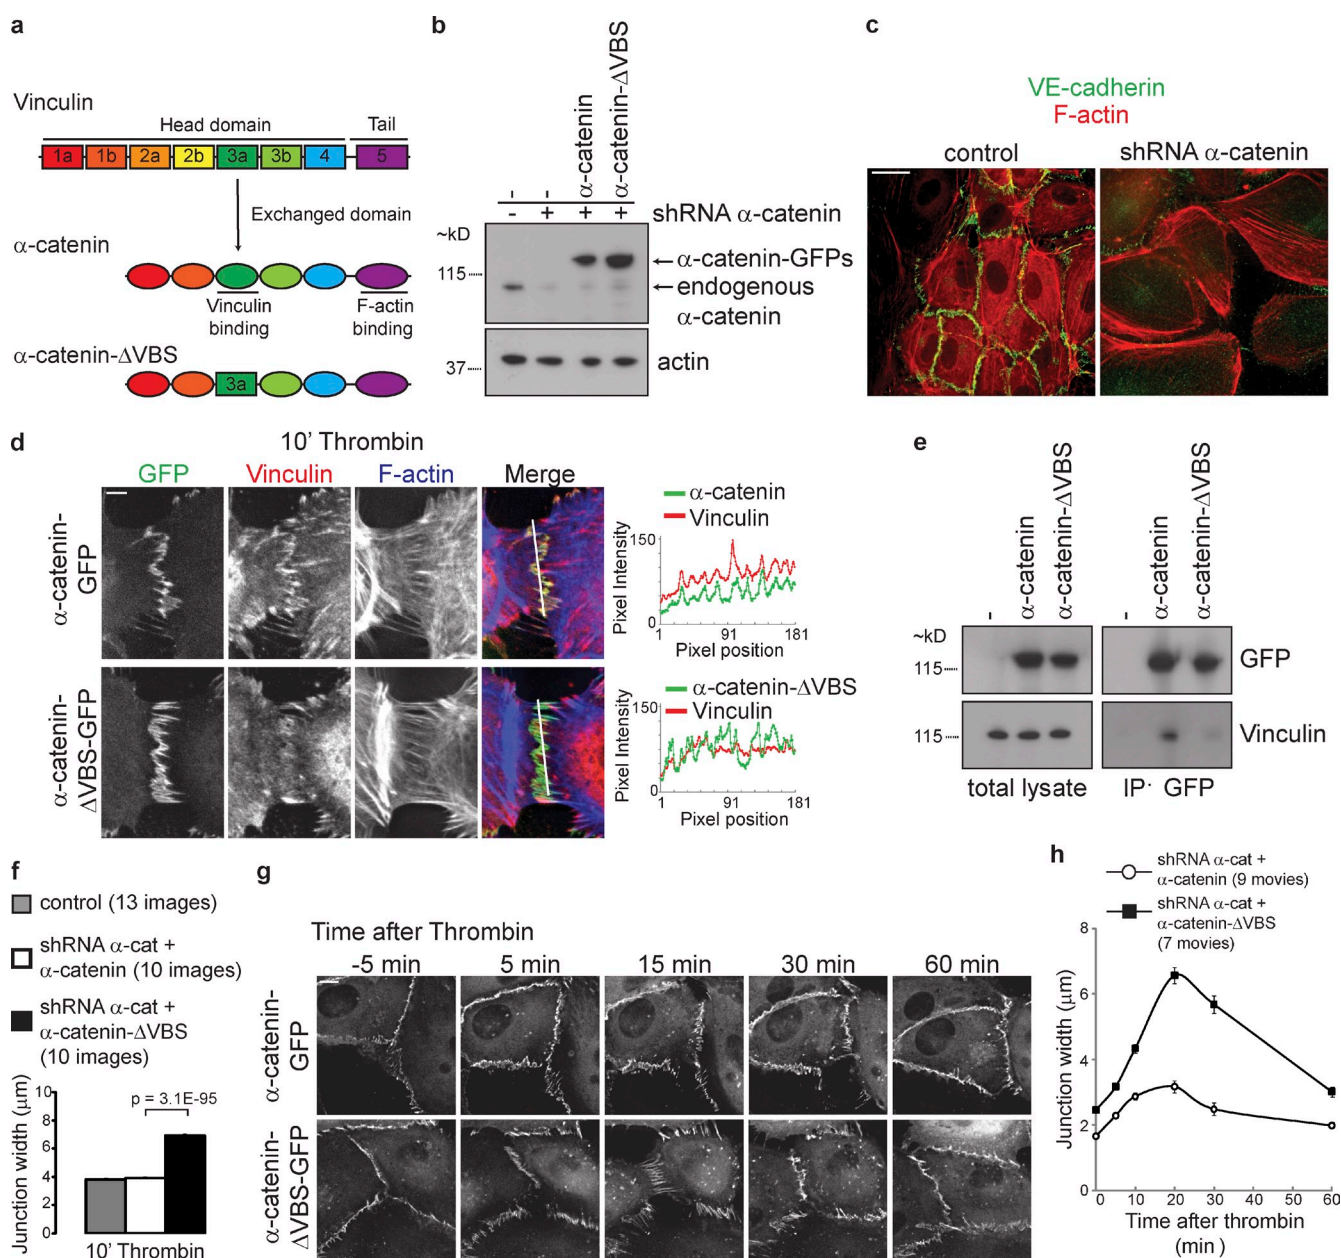 a
Vinculin
Head domain
Tail
1a 1b 2a 2b 3a 3b 4 5
Exchanged domain
α-catenin
Vinculin
binding
F-actin
binding
α-catenin-ΔVBS
3a
b
- - α-catenin α-catenin-ΔVBS
- + + + shRNA α-catenin
~kD
115
α-catenin-GFPs
endogenous
α-catenin
37
actin
c
VE-cadherin
F-actin
control shRNA α-catenin
d
10' Thrombin
GFP Vinculin F-actin Merge
α-catenin-
GFP
α-catenin
Vinculin
Pixel Intensity
150
0
1 91 181
Pixel position
α-catenin-
ΔVBS-GFP
α-catenin-ΔVBS
Vinculin
Pixel Intensity
150
0
1 91 181
Pixel position
e
- α-catenin α-catenin-ΔVBS
- α-catenin α-catenin-ΔVBS
~kD
115
GFP
115
Vinculin
total lysate
IP· GFP
f
control (13 images)
shRNA α-cat +
α-catenin (10 images)
shRNA α-cat +
α-catenin-ΔVBS
(10 images)
Junction width (μm)
10
8
6
4
2
0
p = 3.1E-95
10' Thrombin
g
Time after Thrombin
-5 min 5 min 15 min 30 min 60 min
α-catenin-
GFP
α-catenin-
ΔVBS-GFP
h
shRNA α-cat +
α-catenin (9 movies)
shRNA α-cat +
α-catenin-ΔVBS
(7 movies)
Junction width (μm)
8
6
4
2
0
0 10 20 30 60
Time after thrombin
(min )